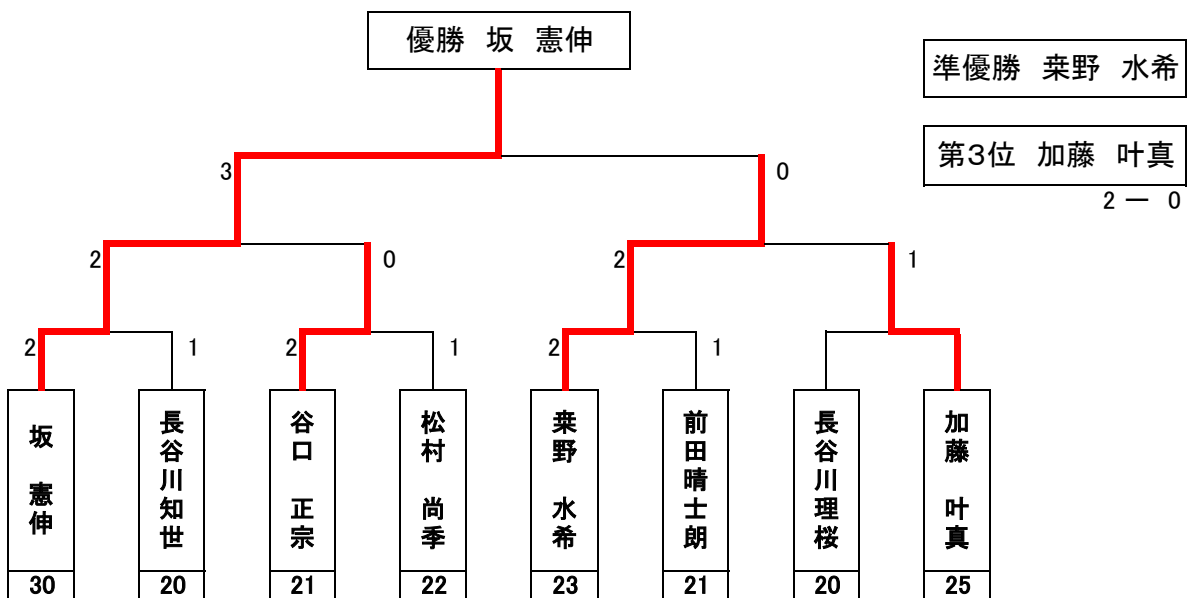 優勝 坂 憲伸
準優勝 桒野 水希
第3位 加藤 叶真
2 ー 0
3
0
2
0
2
1
2
1
2
1
2
1
坂 憲伸
長谷川知世
谷口 正宗
松村 尚季
桒野 水希
前田晴士朗
長谷川理桜
加藤 叶真
30
20
21
22
23
21
20
25